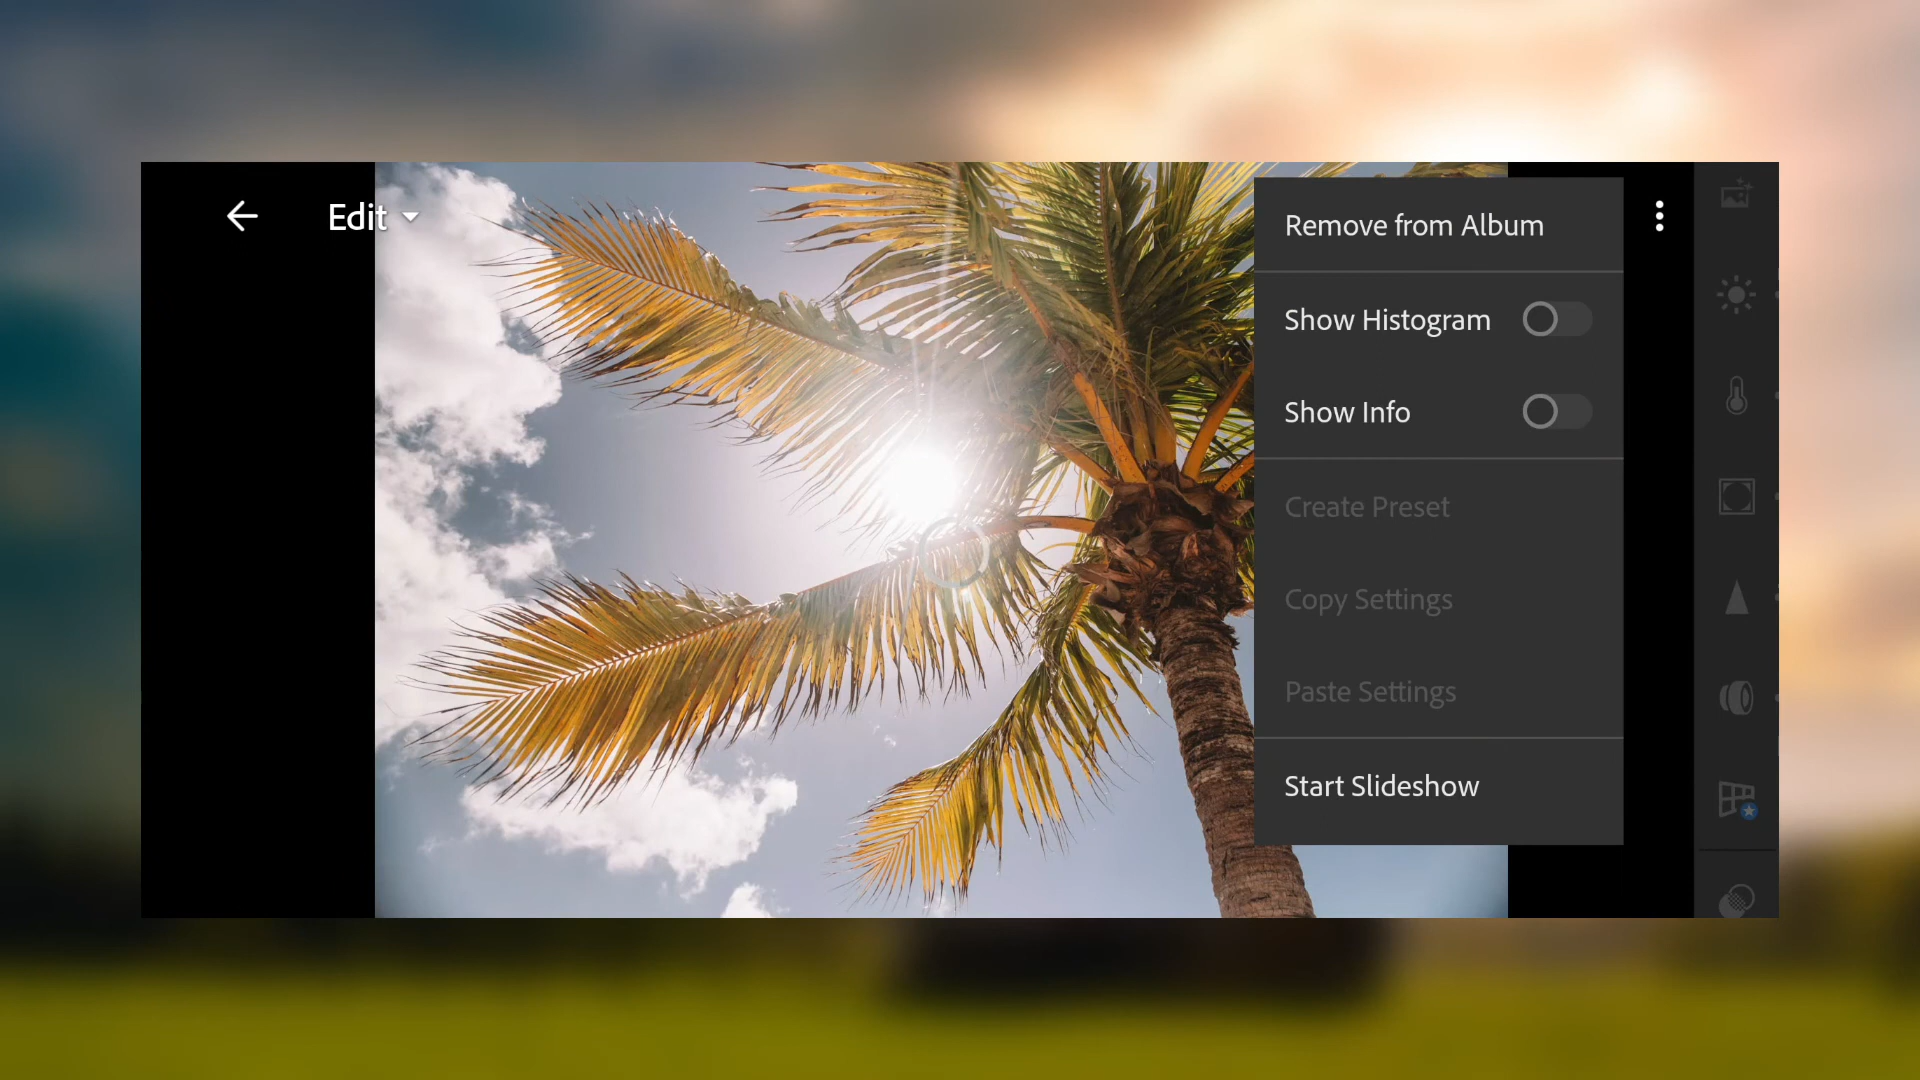 Edit
Remove from Album
Show Histogram
Show Info
Create Preset
Copy Settings
Paste Settings
Start Slideshow